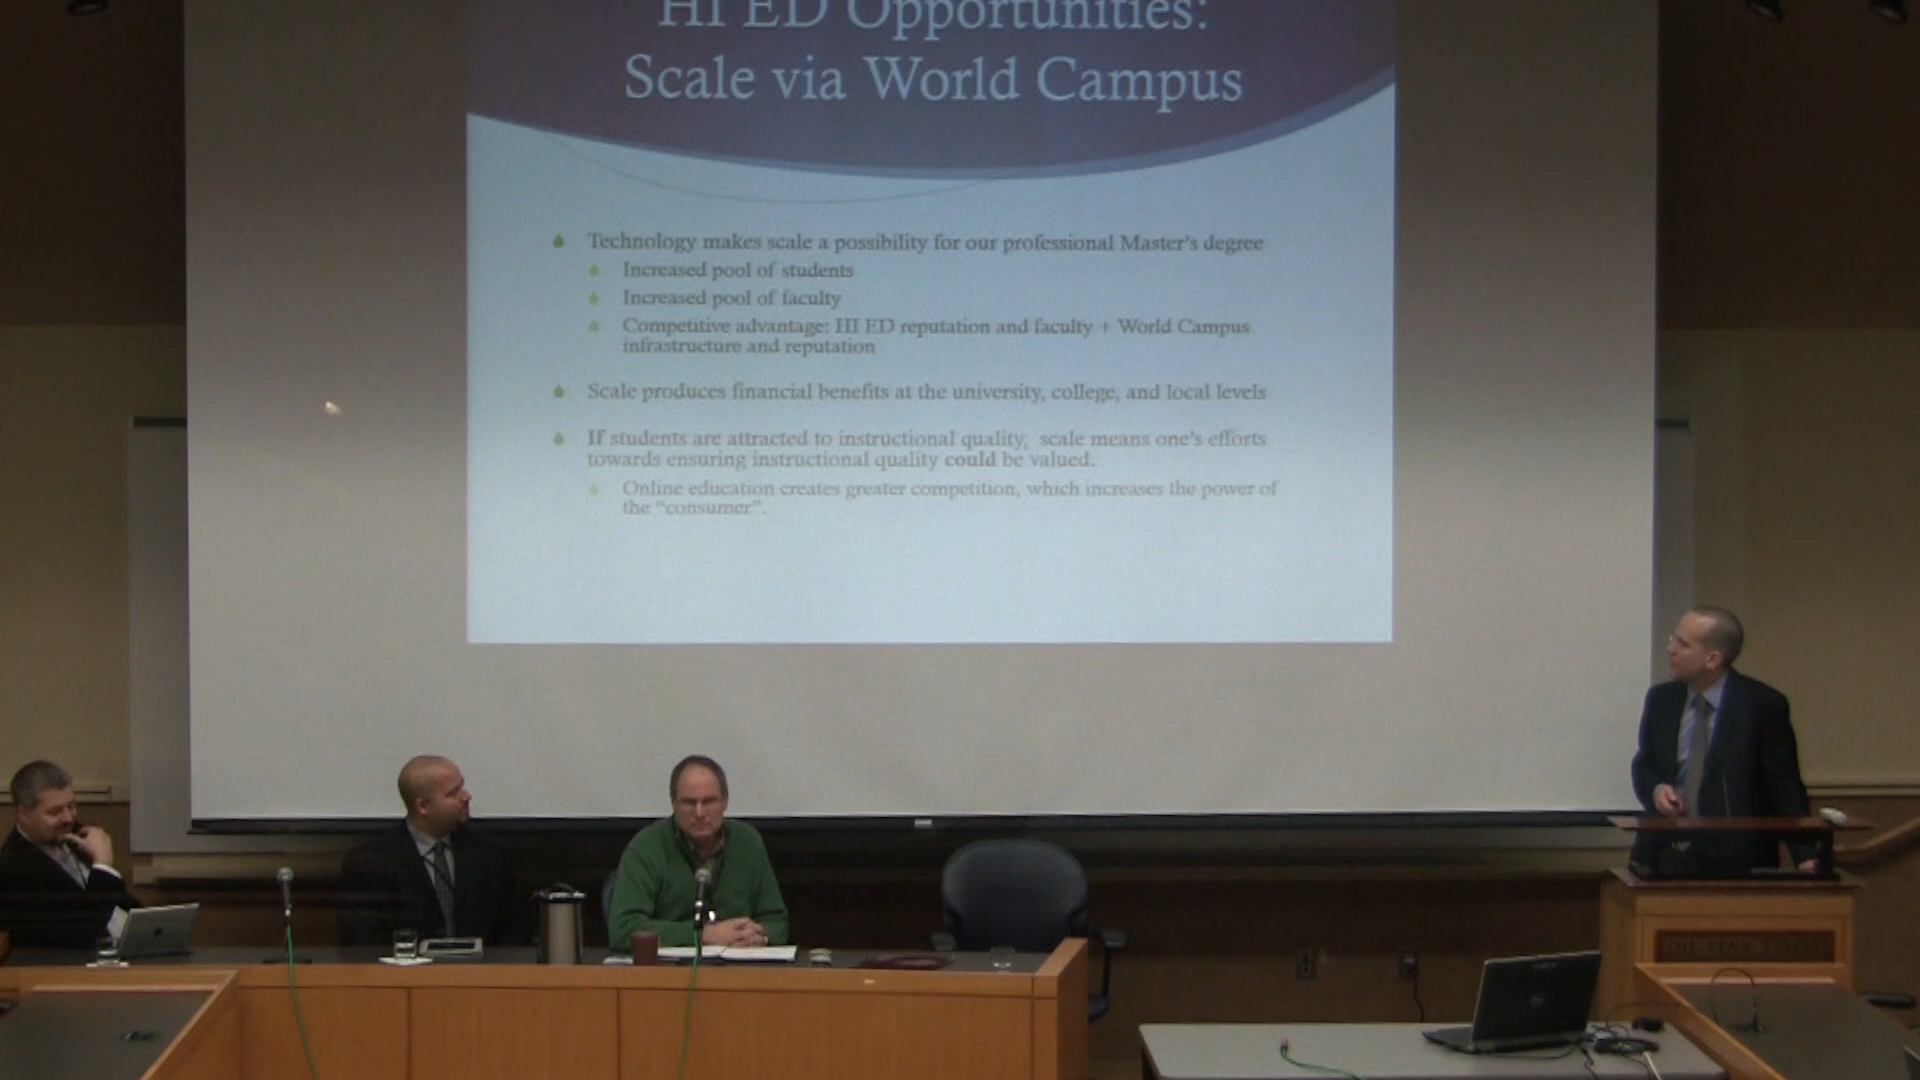 HI ED Opportunities:
Scale via World Campus
Technology makes scale a possibility for our professional Master's degree
Increased pool of students
Increased pool of faculty
Competitive advantage: HI ED reputation and faculty + World Campus
infrastructure and reputation
Scale produces financial benefits at the university, college, and local levels
If students are attracted to instructional quality, scale means one's efforts
towards ensuring instructional quality could be valued.
Online education creates greater competition, which increases the power of
the "consumer".